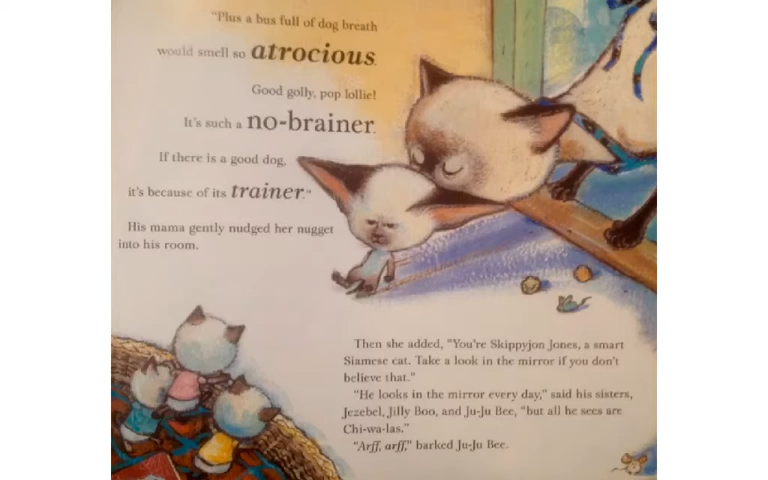 "Plus a bus full of dog breath
would smell so atrocious.
Good golly, pop lollie!
It's such a no-brainer.
If there is a good dog,
it's because of its trainer."
His mama gently nudged her nugget
into his room.
Then she added, "You're Skippyjon Jones, a smart
Siamese cat. Take a look in the mirror if you don't
believe that."
"He looks in the mirror every day," said his sisters,
Jezebel, Jilly Boo, and Ju-Ju Bee, "but all he sees are
Chi-wa-las."
"Arff, arff," barked Ju-Ju Bee.